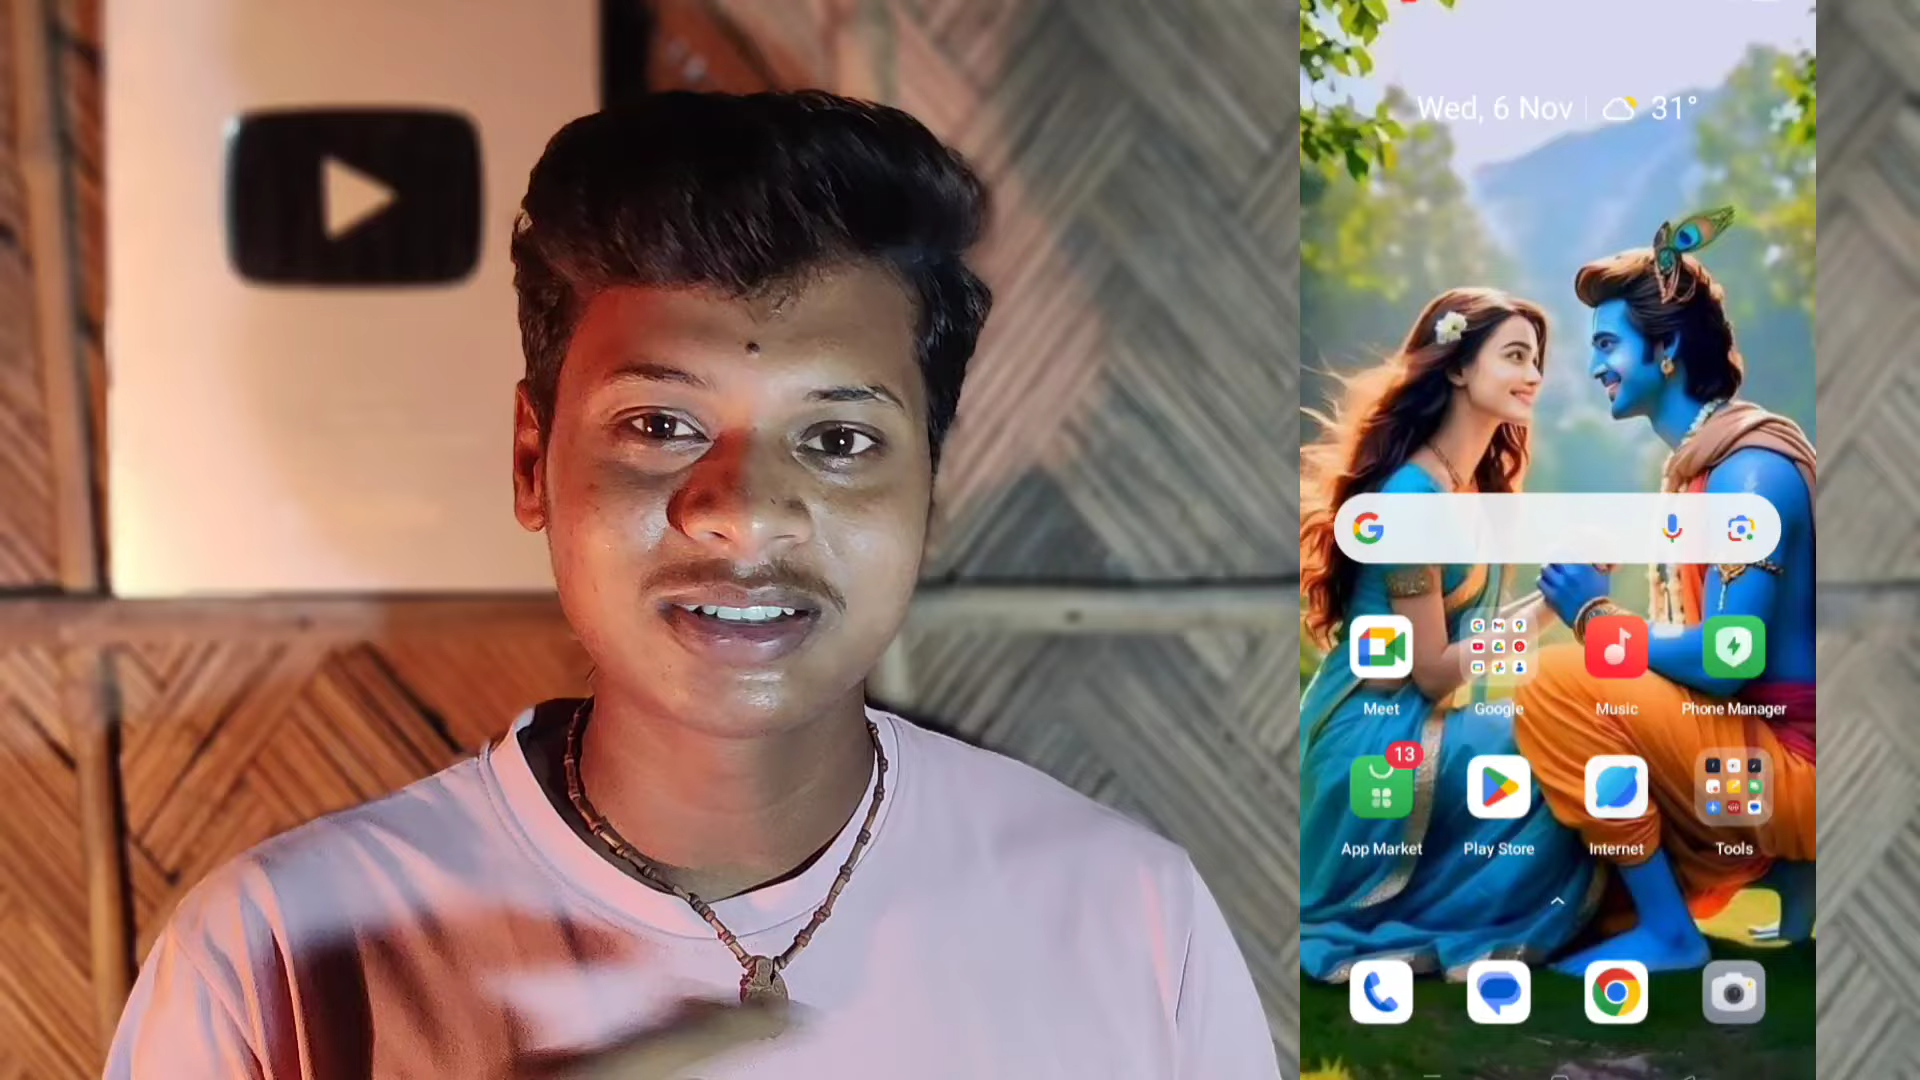 Wed, 6 Nov 31°
Meet Google Music Phone Manager
13
App Market Play Store Internet Tools